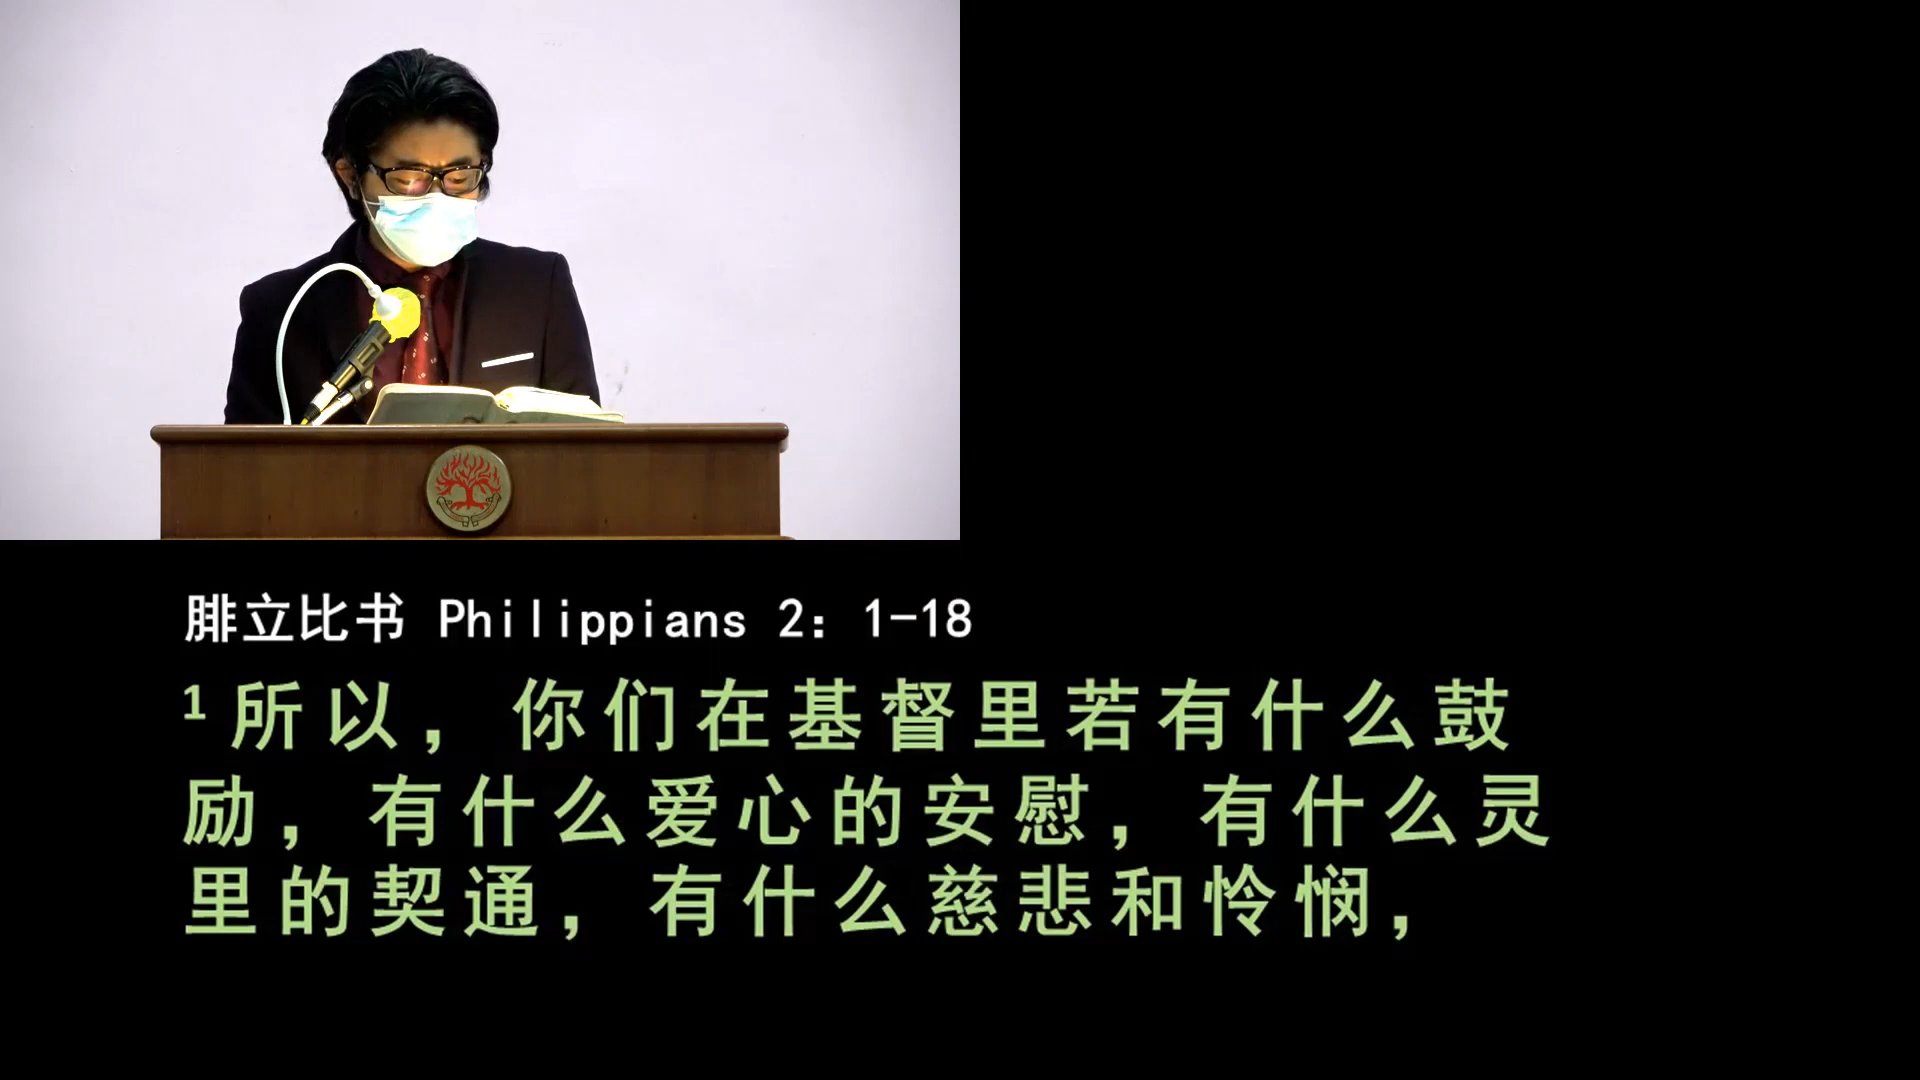 腓立比书 Philippians 2：1-18
1 所以，你们在基督里若有什么鼓
励，有什么爱心的安慰，有什么灵
里的契通，有什么慈悲和怜悯，